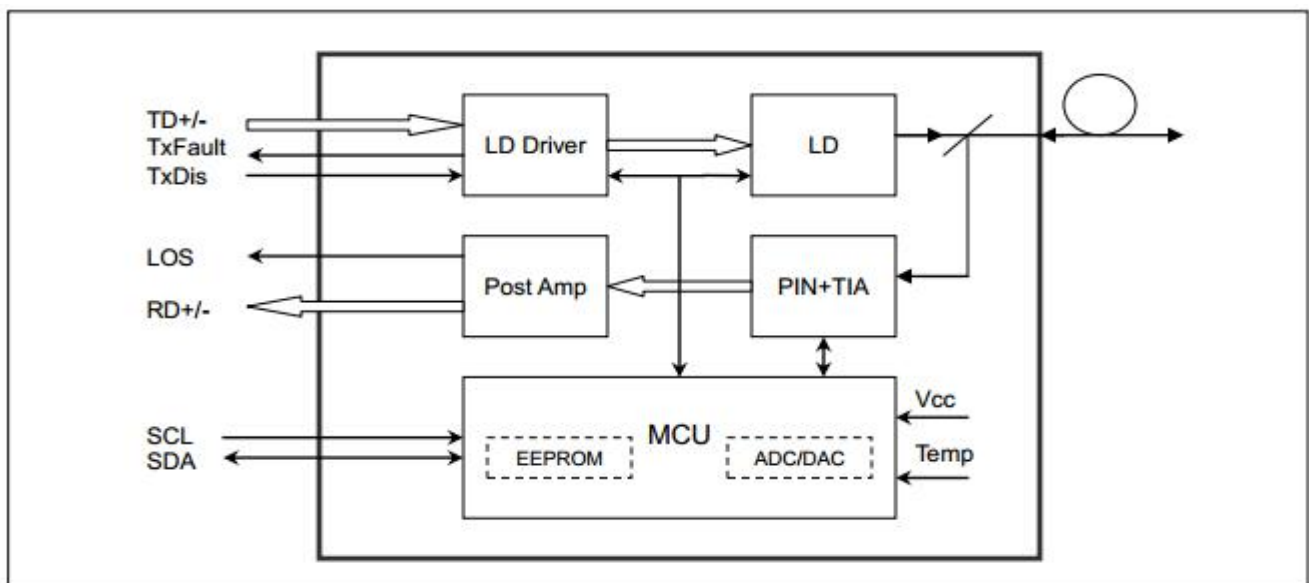 TD+/-
TxFault
TxDis
LD Driver
LD
LOS
RD+/-
Post Amp
PIN+TIA
SCL
SDA
MCU
EEPROM
ADC/DAC
Vcc
Temp